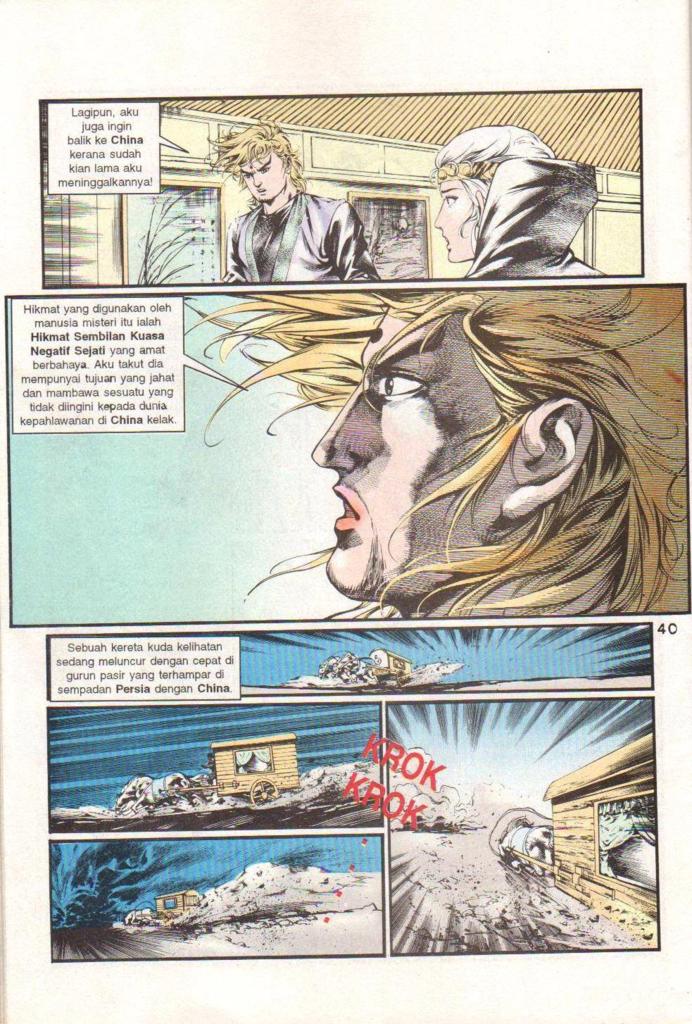 Lagipun, aku
juga ingin
balik ke China
kerana sudah
kian lama aku
meninggalkannya!
Hikmat yang digunakan oleh
manusia misteri itu ialah
Hikmat Sembilan Kuasa
Negatif Sejati yang amat
berbahaya. Aku takut dia
mempunyai tujuan yang jahat
dan mambawa sesuatu yang
tidak diingini kepada dunia
kepahlawanan di China kelak.
40
Sebuah kereta kuda kelihatan
sedang meluncur dengan cepat di
gurun pasir yang terhampar di
sempadan Persia dengan China.
KROK
KROK